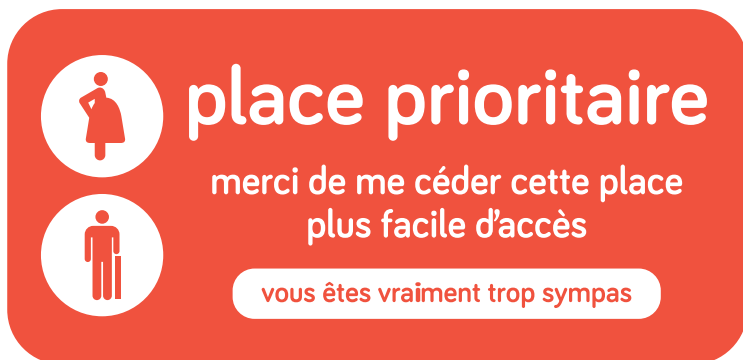 place prioritaire
merci de me céder cette place
plus facile d'accès
vous êtes vraiment trop sympas